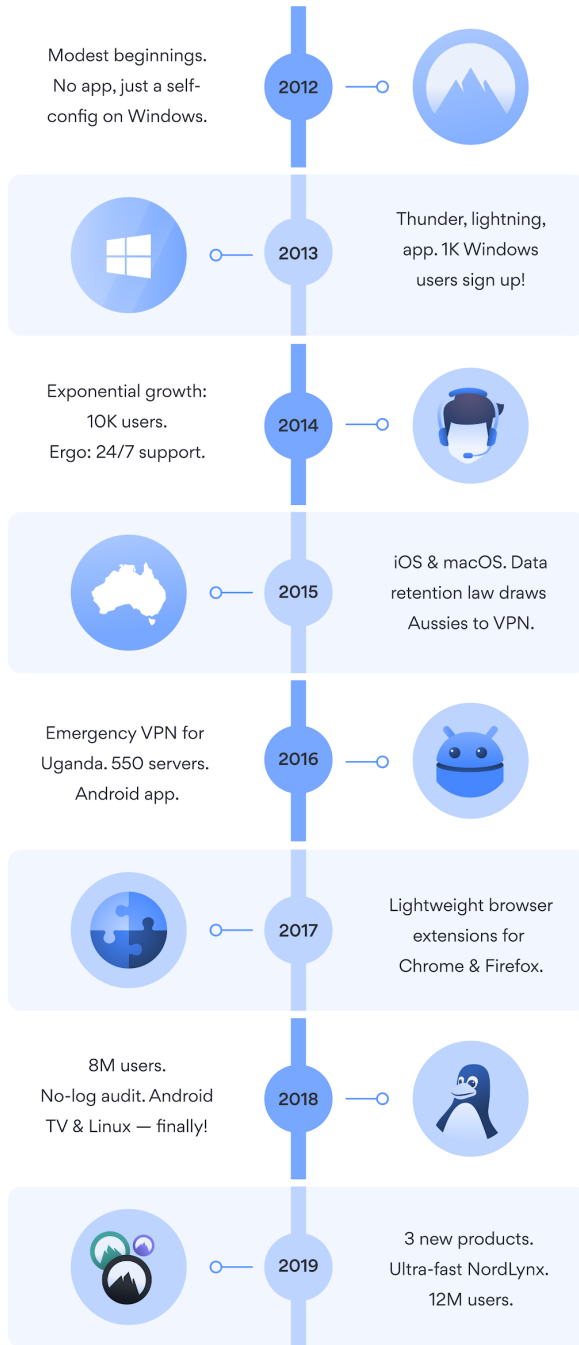 Modest beginnings.
No app, just a self-
config on Windows.
2012
2013
Thunder, lightning,
app. 1K Windows
users sign up!
Exponential growth:
10K users.
Ergo: 24/7 support.
2014
2015
iOS & macOS. Data
retention law draws
Aussies to VPN.
Emergency VPN for
Uganda. 550 servers.
Android app.
2016
2017
Lightweight browser
extensions for
Chrome & Firefox.
8M users.
No-log audit. Android
TV & Linux — finally!
2018
2019
3 new products.
Ultra-fast NordLynx.
12M users.